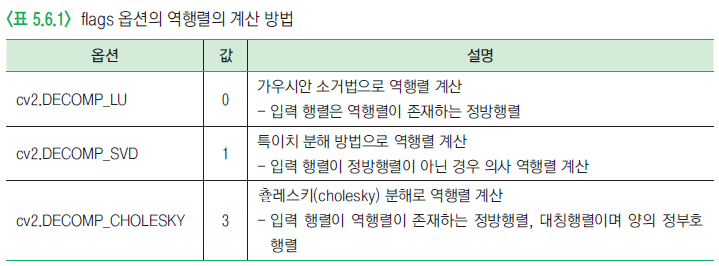 〈표 5.6.1〉 flags 옵션의 역행렬의 계산 방법
옵션 값 설명
cv2.DECOMP_LU 0 가우시안 소거법으로 역행렬 계산
- 입력 행렬은 역행렬이 존재하는 정방행렬
cv2.DECOMP_SVD 1 특이치 분해 방법으로 역행렬 계산
- 입력 행렬이 정방행렬이 아닌 경우 의사 역행렬 계산
cv2.DECOMP_CHOLESKY 3 촐레스키(cholesky) 분해로 역행렬 계산
- 입력 행렬이 역행렬이 존재하는 정방행렬, 대칭행렬이며 양의 정부호
행렬